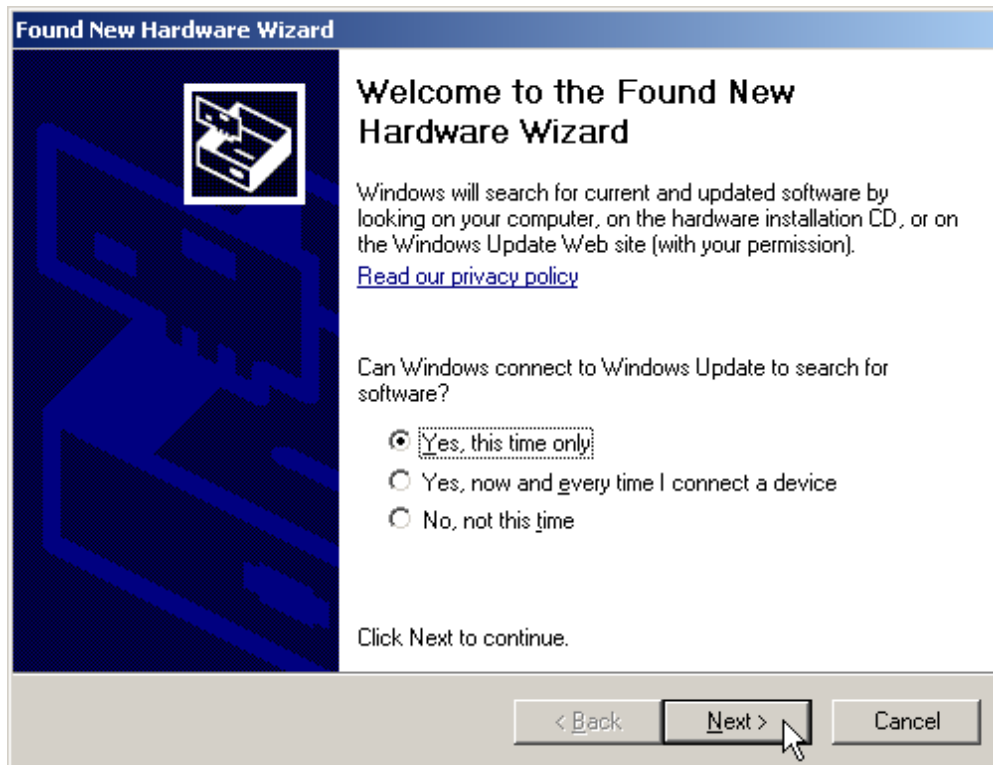 Found New Hardware Wizard
Welcome to the Found New
Hardware Wizard
Windows will search for current and updated software by
looking on your computer, on the hardware installation CD, or on
the Windows Update Web site (with your permission).
Read our privacy policy
Can Windows connect to Windows Update to search for
software?
Yes, this time only
Yes, now and every time I connect a device
No, not this time
Click Next to continue.
< Back
Next >
Cancel